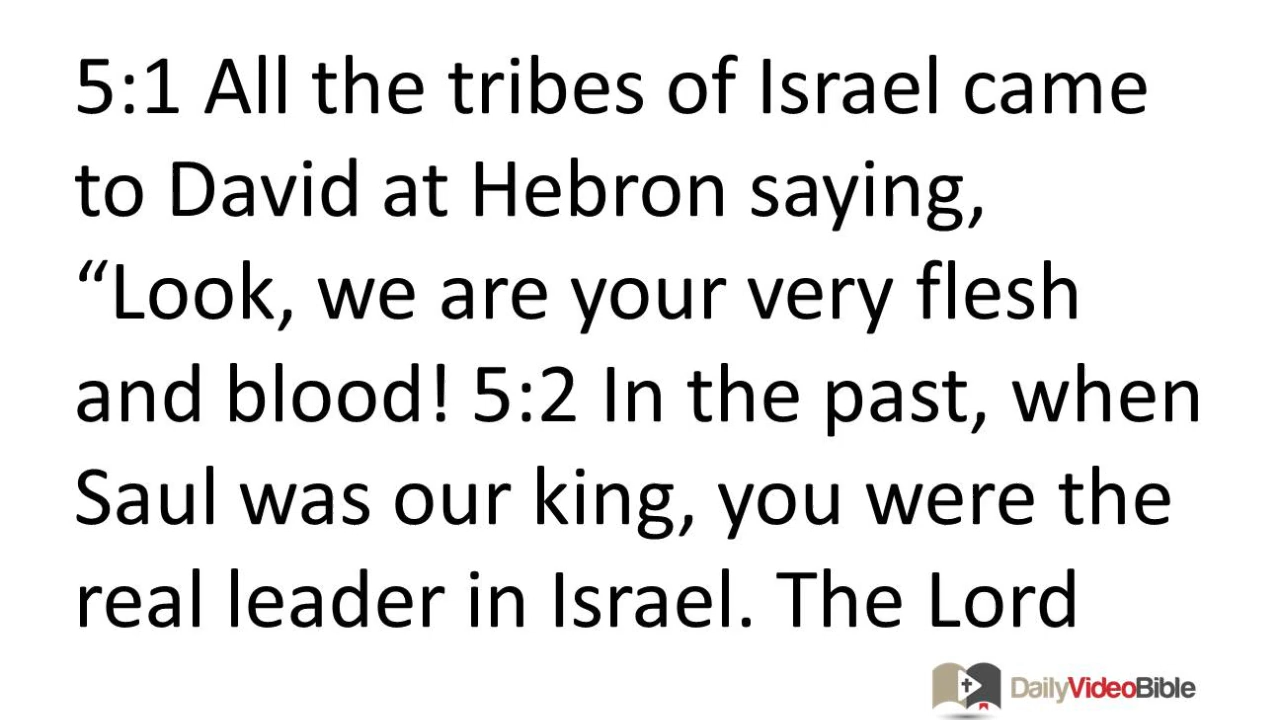 5:1 All the tribes of Israel came
to David at Hebron saying,
“Look, we are your very flesh
and blood! 5:2 In the past, when
Saul was our king, you were the
real leader in Israel. The Lord
DailyVideoBible